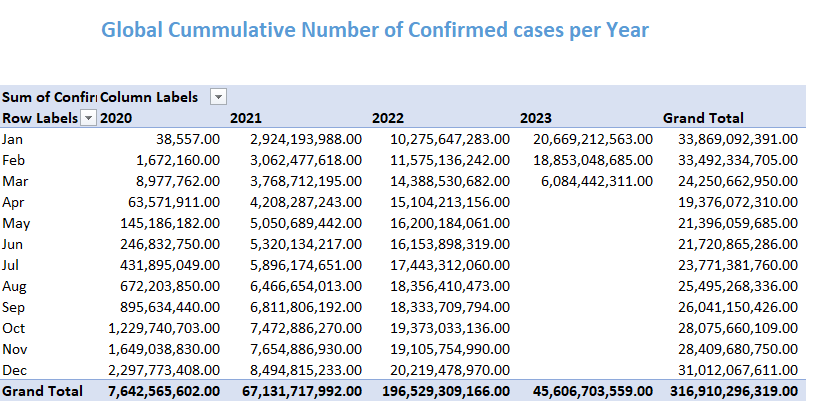 Global Cummulative Number of Confirmed cases per Year
Sum of Confir Column Labels
Row Labels 2020 2021 2022 2023 Grand Total
Jan 38,557.00 2,924,193,988.00 10,275,647,283.00 20,669,212,563.00 33,869,092,391.00
Feb 1,672,160.00 3,062,477,618.00 11,575,136,242.00 18,853,048,685.00 33,492,334,705.00
Mar 8,977,762.00 3,768,712,195.00 14,388,530,682.00 6,084,442,311.00 24,250,662,950.00
Apr 63,571,911.00 4,208,287,243.00 15,104,213,156.00 19,376,072,310.00
May 145,186,182.00 5,050,689,442.00 16,200,184,061.00 21,396,059,685.00
Jun 246,832,750.00 5,320,134,217.00 16,153,898,319.00 21,720,865,286.00
Jul 431,895,049.00 5,896,174,651.00 17,443,312,060.00 23,771,381,760.00
Aug 672,203,850.00 6,466,654,013.00 18,356,410,473.00 25,495,268,336.00
Sep 895,634,440.00 6,811,806,192.00 18,333,709,794.00 26,041,150,426.00
Oct 1,229,740,703.00 7,472,886,270.00 19,373,033,136.00 28,075,660,109.00
Nov 1,649,038,830.00 7,654,886,930.00 19,105,754,990.00 28,409,680,750.00
Dec 2,297,773,408.00 8,494,815,233.00 20,219,478,970.00 31,012,067,611.00
Grand Total 7,642,565,602.00 67,131,717,992.00 196,529,309,166.00 45,606,703,559.00 316,910,296,319.00